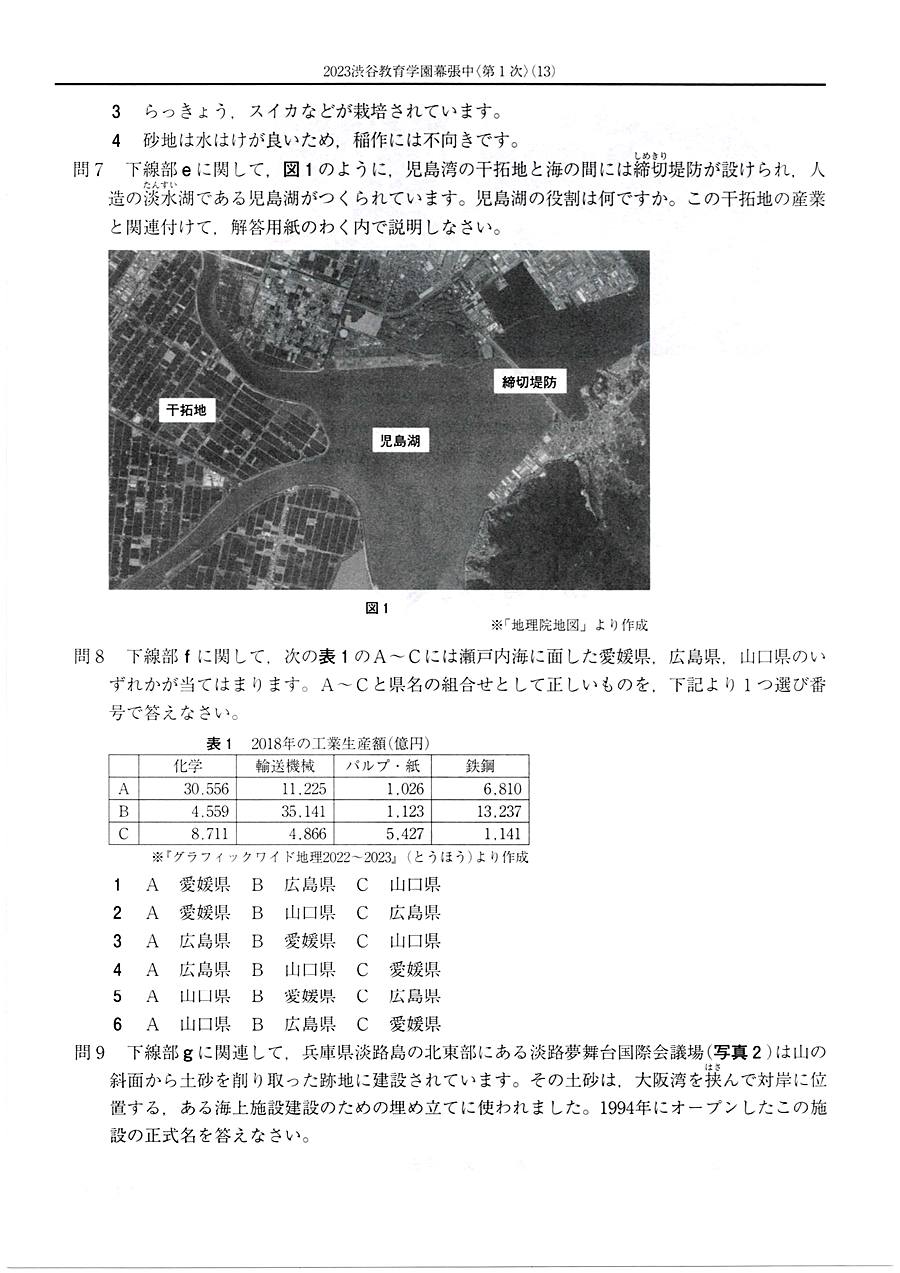 2023渋谷教育学園幕張中〈第1次〉(13)
3 らっきょう，スイカなどが栽培されています。
4 砂地は水はけが良いため，稲作には不向きです。
問7 下線部eに関して，図1のように，児島湾の干拓地と海の間には締切堤防が設けられ，人
しめきり
造の淡水湖である児島湖がつくられています。児島湖の役割は何ですか。この干拓地の産業
たんすい
と関連付けて，解答用紙のわく内で説明しなさい。
締切堤防
干拓地
児島湖
図1
※「地理院地図」より作成
問8 下線部fに関して，次の表1のA～Cには瀬戸内海に面した愛媛県，広島県，山口県のい
ずれかが当てはまります。A～Cと県名の組合せとして正しいものを，下記より1つ選び番
号で答えなさい。
表1 2018年の工業生産額(億円)
化学 輸送機械 パルプ・紙 鉄鋼
A 30,556 11,225 1,026 6,810
B 4,559 35,141 1,123 13,237
C 8,711 4,866 5,427 1,141
※『グラフィックワイド地理2022～2023』(とうほう)より作成
1 A 愛媛県 B 広島県 C 山口県
2 A 愛媛県 B 山口県 C 広島県
3 A 広島県 B 愛媛県 C 山口県
4 A 広島県 B 山口県 C 愛媛県
5 A 山口県 B 愛媛県 C 広島県
6 A 山口県 B 広島県 C 愛媛県
問9 下線部gに関連して，兵庫県淡路島の北東部にある淡路夢舞台国際会議場(写真2)は山の
斜面から土砂を削り取った跡地に建設されています。その土砂は，大阪湾を挟んで対岸に位
はさ
置する，ある海上施設建設のための埋め立てに使われました。1994年にオープンしたこの施
設の正式名を答えなさい。